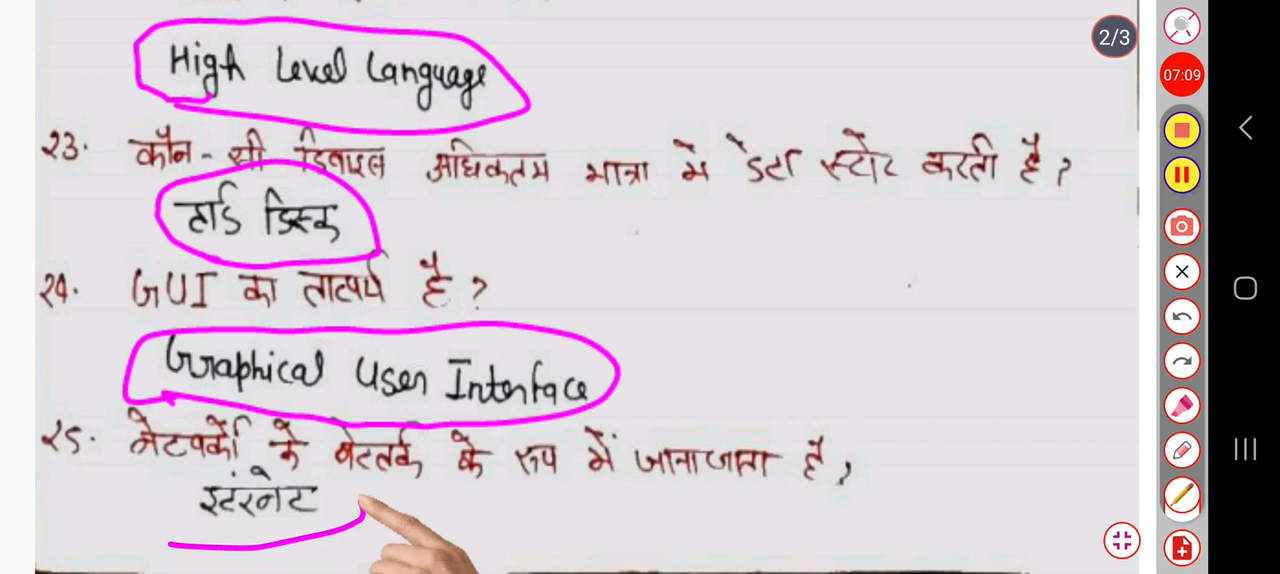 2/3
High Level Language
07:09
23. कौन-सी डिवाइस अधिकतम मात्रा में डेटा स्टोर करती है?
हार्ड डिस्क
24. GUI का तात्पर्य है?
Graphical User Interface
25. नेटवर्कों के नेटवर्क के रूप में जाना जाता है,
इंटरनेट